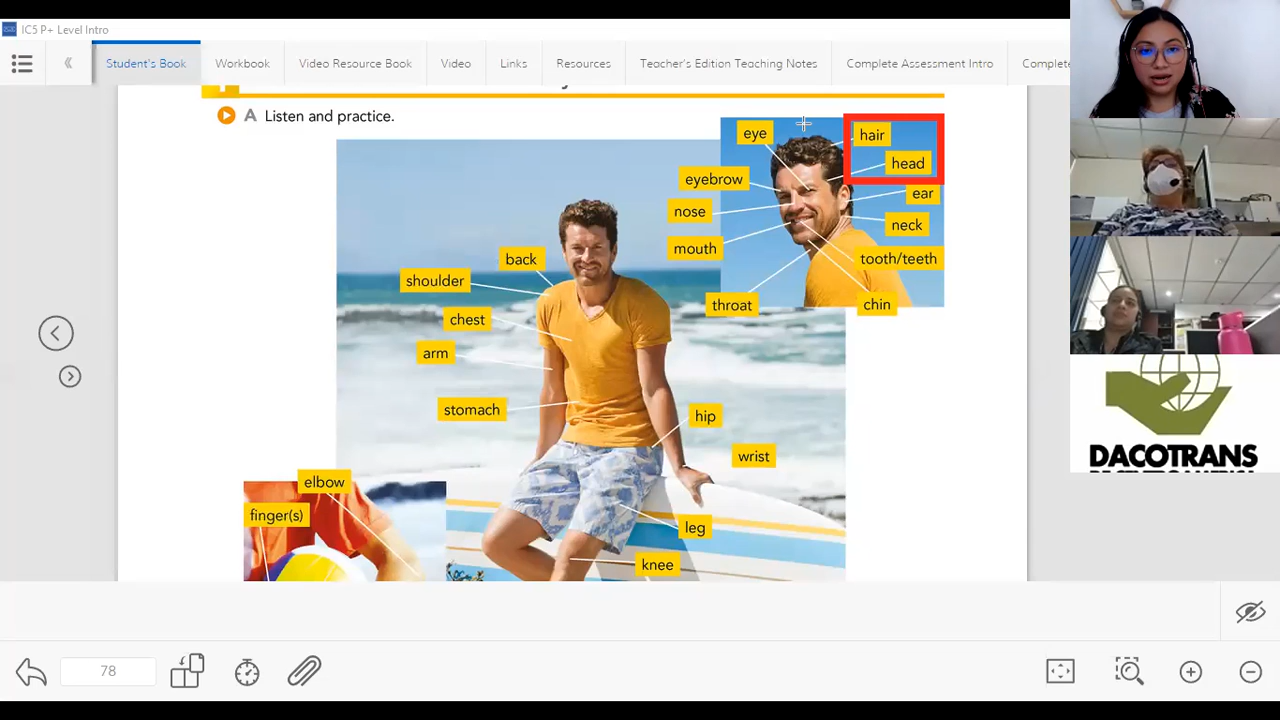 IC5 P+ Level Intro
Student's Book
Workbook
Video Resource Book
Video
Links
Resources
Teacher's Edition Teaching Notes
Complete Assessment Intro
Complete
A Listen and practice.
eye
hair
head
eyebrow
ear
nose
neck
mouth
tooth/teeth
throat
chin
back
shoulder
chest
arm
stomach
hip
wrist
elbow
finger(s)
leg
knee
78
DACOTRANS